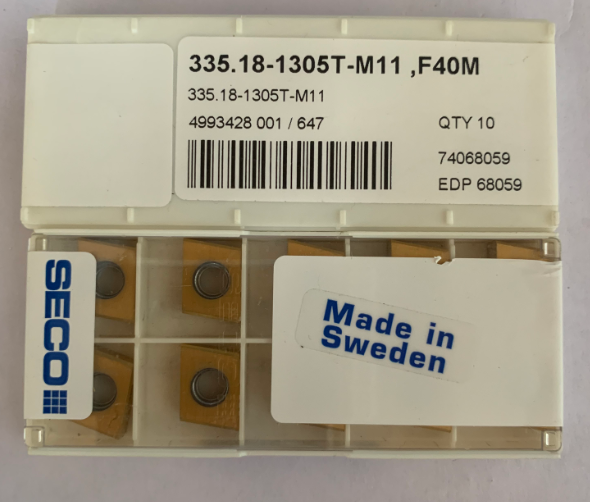 335.18-1305T-M11 ,F40M
335.18-1305T-M11
4993428 001 / 647
QTY 10
74068059
EDP 68059
SECO
Made in
Sweden